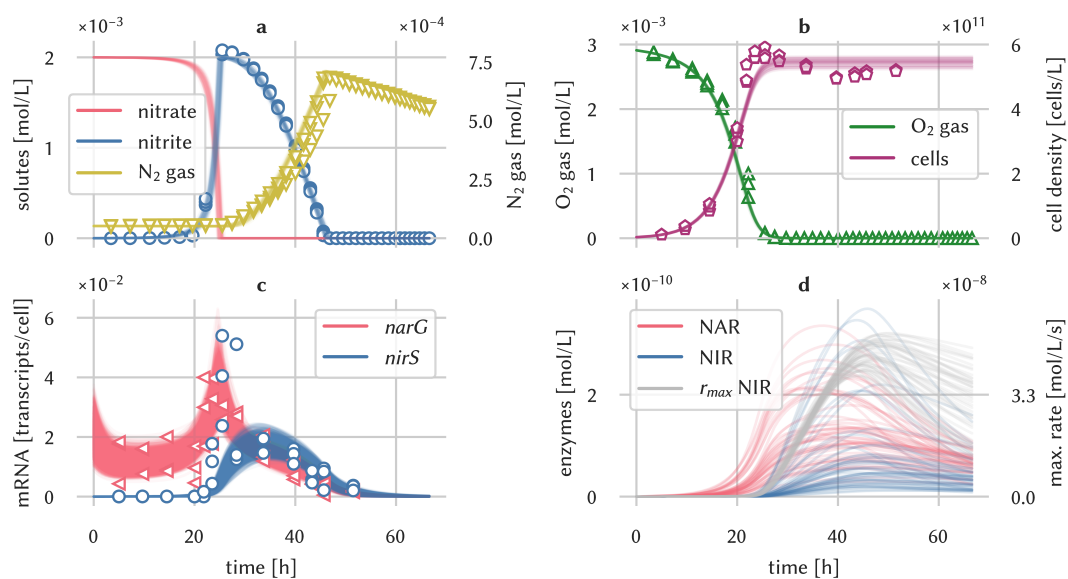 ×10⁻³
a
×10⁻⁴
solutes [mol/L]
2
1
0
nitrate
nitrite
N₂ gas
7.5
5.0
2.5
0.0
N₂ gas [mol/L]
×10⁻³
b
×10¹¹
O₂ gas [mol/L]
3
2
1
0
O₂ gas
cells
6
4
2
0
cell density [cells/L]
×10⁻²
c
mRNA [transcripts/cell]
6
4
2
0
narG
nirS
0
20
40
60
time [h]
×10⁻¹⁰
d
×10⁻⁸
enzymes [mol/L]
2
0
NAR
NIR
rmax NIR
3.3
0.0
max. rate [mol/L/s]
0
20
40
60
time [h]